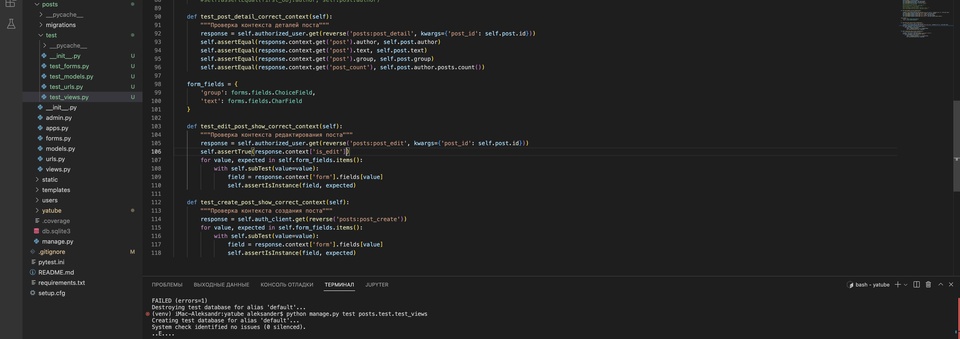 posts
__pycache__
migrations
test
__pycache__
__init__.py U
test_forms.py U
test_models.py U
test_urls.py U
test_views.py U
__init__.py
admin.py
apps.py
forms.py
models.py
urls.py
views.py
static
templates
users
yatube
.coverage
db.sqlite3
manage.py
.gitignore M
pytest.ini
README.md
requirements.txt
setup.cfg
90 def test_post_detail_correct_context(self):
91 """Проверка контекста деталей поста"""
92 response = self.authorized_user.get(reverse('posts:post_detail', kwargs={'post_id': self.post.id}))
93 self.assertEqual(response.context.get('post').author, self.post.author)
94 self.assertEqual(response.context.get('post').text, self.post.text)
95 self.assertEqual(response.context.get('post').group, self.post.group)
96 self.assertEqual(response.context.get('post_count'), self.post.author.posts.count())
97
98 form_fields = {
99 'group': forms.fields.ChoiceField,
100 'text': forms.fields.CharField
101 }
102
103 def test_edit_post_show_correct_context(self):
104 """Проверка контекста редактирования поста"""
105 response = self.authorized_user.get(reverse('posts:post_edit', kwargs={'post_id': self.post.id}))
106 self.assertTrue(response.context['is_edit'])
107 for value, expected in self.form_fields.items():
108 with self.subTest(value=value):
109 field = response.context['form'].fields[value]
110 self.assertIsInstance(field, expected)
111
112 def test_create_post_show_correct_context(self):
113 """Проверка контекста создания поста"""
114 response = self.auth_client.get(reverse('posts:post_create'))
115 for value, expected in self.form_fields.items():
116 with self.subTest(value=value):
117 field = response.context['form'].fields[value]
118 self.assertIsInstance(field, expected)
ПРОБЛЕМЫ ВЫХОДНЫЕ ДАННЫЕ КОНСОЛЬ ОТЛАДКИ ТЕРМИНАЛ JUPYTER bash - yatube
FAILED (errors=1)
Destroying test database for alias 'default'...
(venv) iMac-Aleksandr:yatube aleksander$ python manage.py test posts.test.test_views
Creating test database for alias 'default'...
System check identified no issues (0 silenced).
..E....